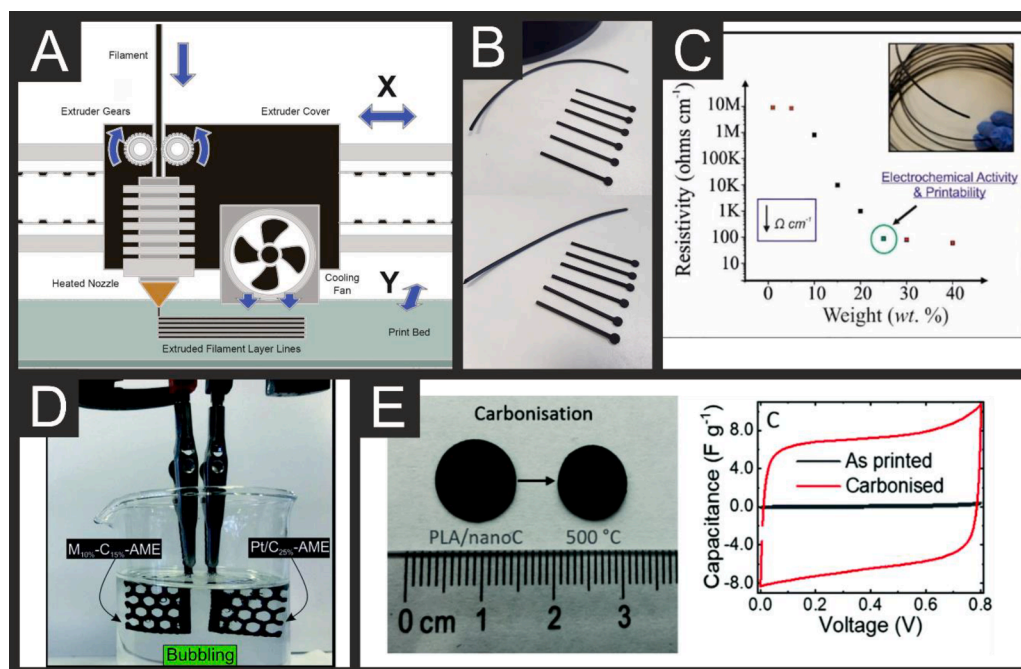 A
Filament
Extruder Gears
Extruder Cover
X
Heated Nozzle
Cooling
Fan
Y
Print Bed
Extruded Filament Layer Lines
B
C
Resistivity (ohms cm⁻¹)
10M
1M
100K
10K
1K
100
10
Electrochemical Activity
& Printability
Ω cm⁻¹
0 10 20 30 40
Weight (wt. %)
D
M10%-C15%-AME
Pt/C25%-AME
Bubbling
E
Carbonisation
PLA/nanoC
500 °C
0 cm 1 2 3
C
Capacitance (F g⁻¹)
8.0
4.0
0.0
-4.0
-8.0
As printed
Carbonised
0.0 0.2 0.4 0.6 0.8
Voltage (V)